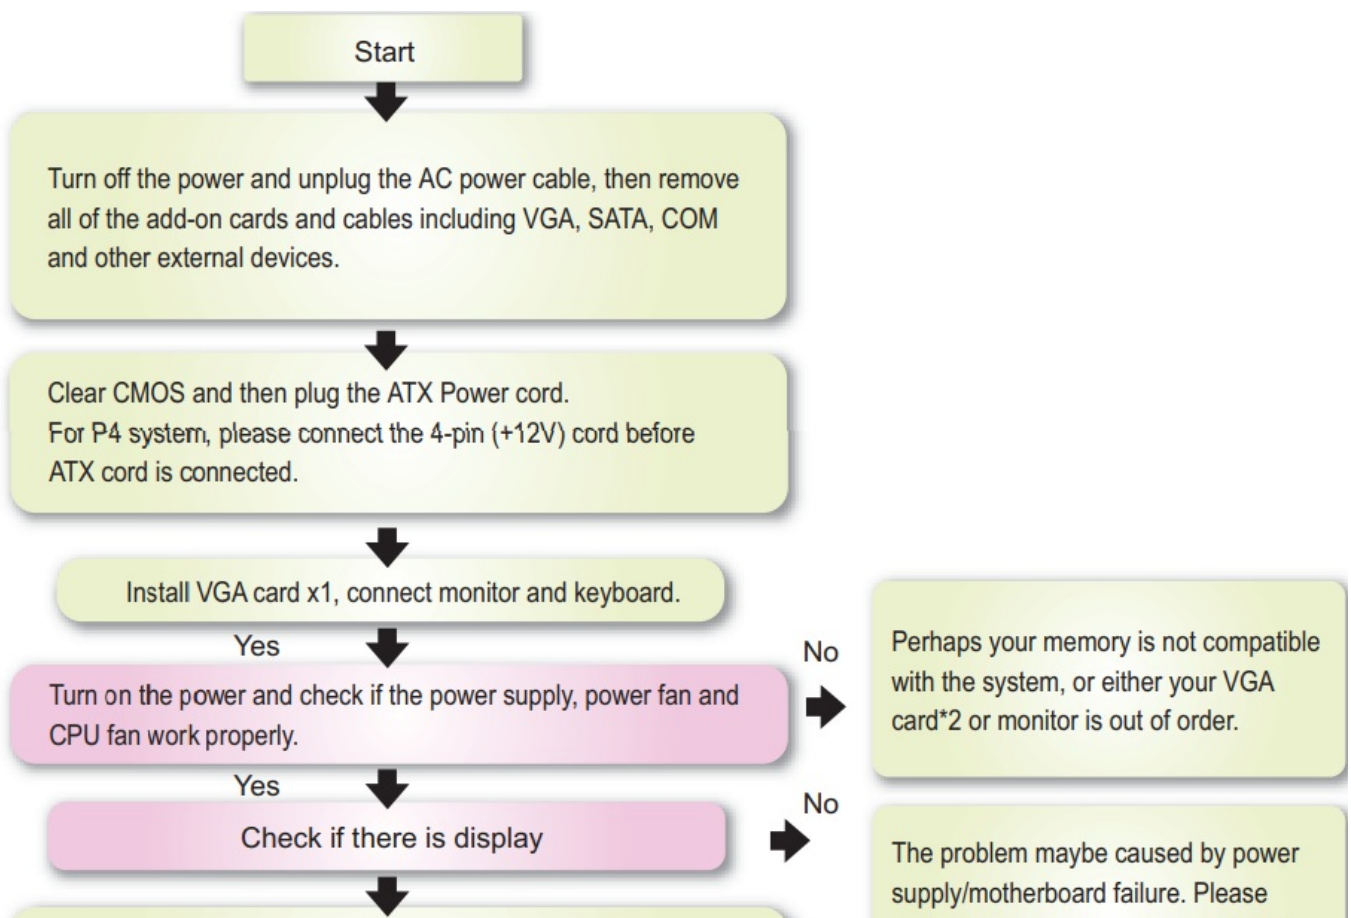 Start
Turn off the power and unplug the AC power cable, then remove
all of the add-on cards and cables including VGA, SATA, COM
and other external devices.
Clear CMOS and then plug the ATX Power cord.
For P4 system, please connect the 4-pin (+12V) cord before
ATX cord is connected.
Install VGA card x1, connect monitor and keyboard.
Yes
No
Turn on the power and check if the power supply, power fan and
CPU fan work properly.
Perhaps your memory is not compatible
with the system, or either your VGA
card*2 or monitor is out of order.
Yes
No
Check if there is display
The problem maybe caused by power
supply/motherboard failure. Please